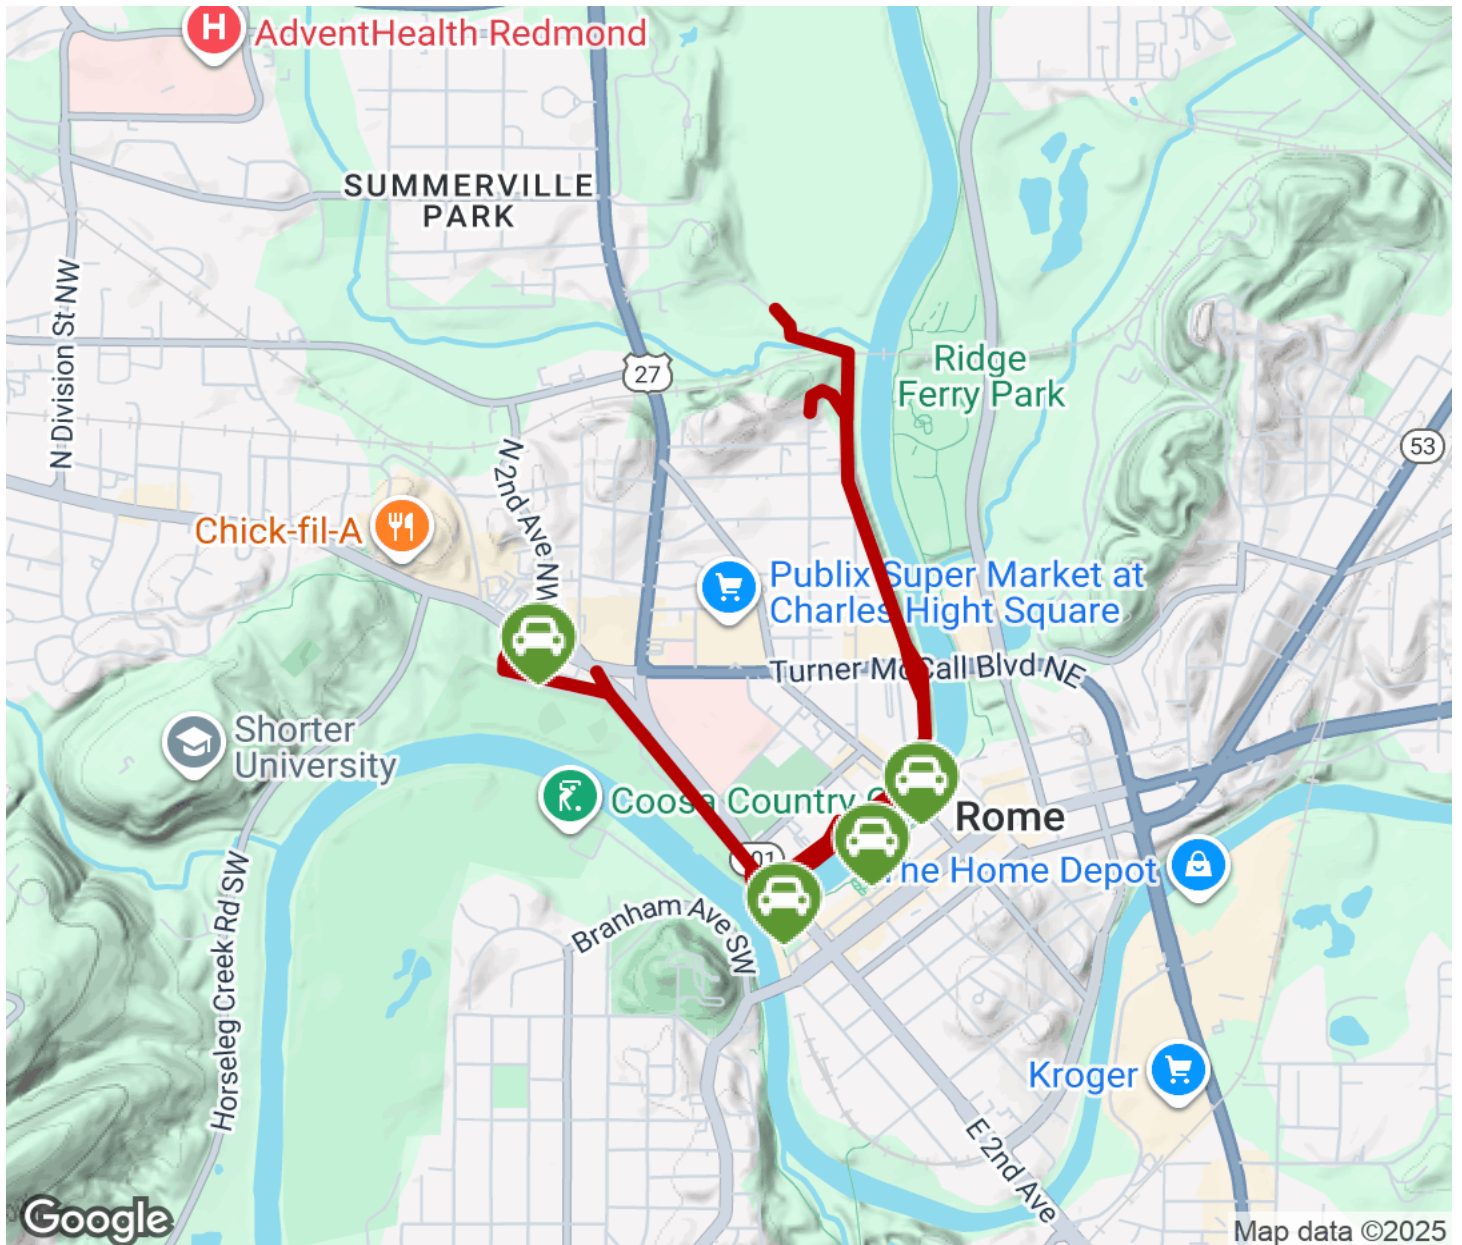 H
AdventHealth Redmond
SUMMERVILLE
PARK
N Division St NW
27
Ridge
Ferry Park
53
N 2nd Ave NW
Chick-fil-A
Publix Super Market at
Charles Hight Square
Turner McCall Blvd NE
Shorter
University
Coosa Country
Rome
The Home Depot
Branham Ave SW
Horseleg Creek Rd SW
Kroger
E 2nd Ave
Google
Map data ©2025